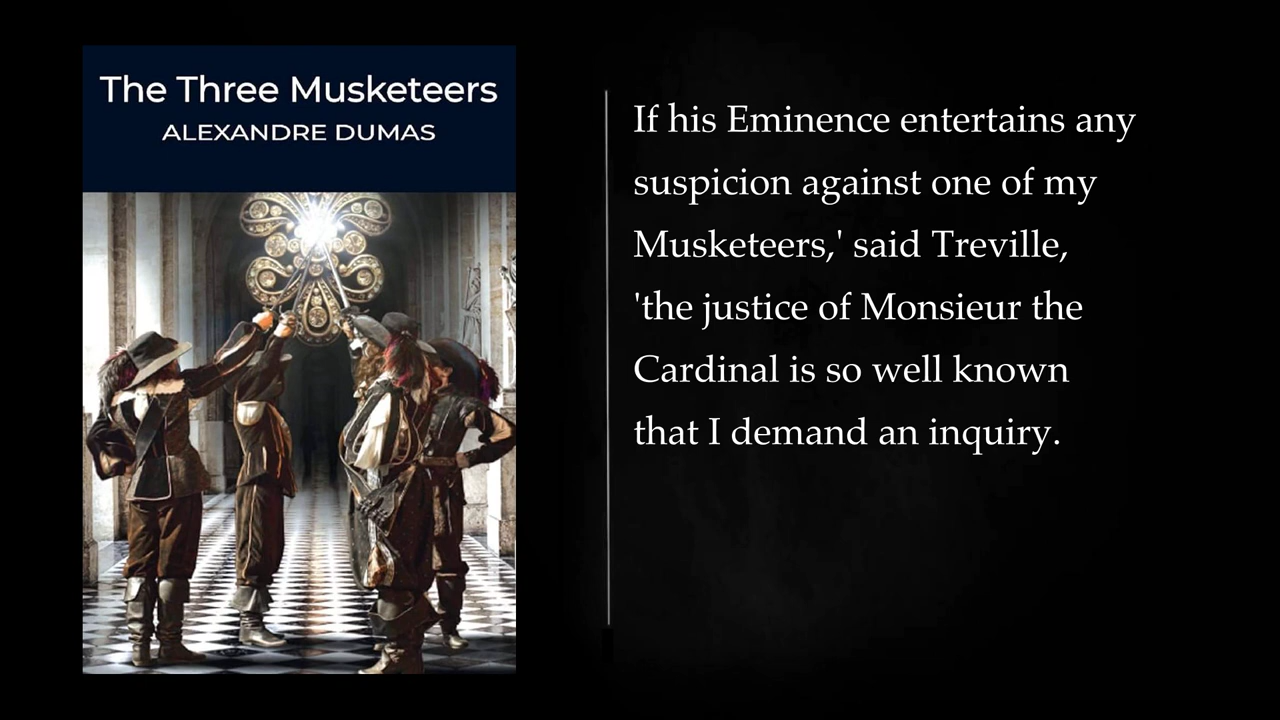 The Three Musketeers
ALEXANDRE DUMAS
If his Eminence entertains any
suspicion against one of my
Musketeers,' said Treville,
'the justice of Monsieur the
Cardinal is so well known
that I demand an inquiry.